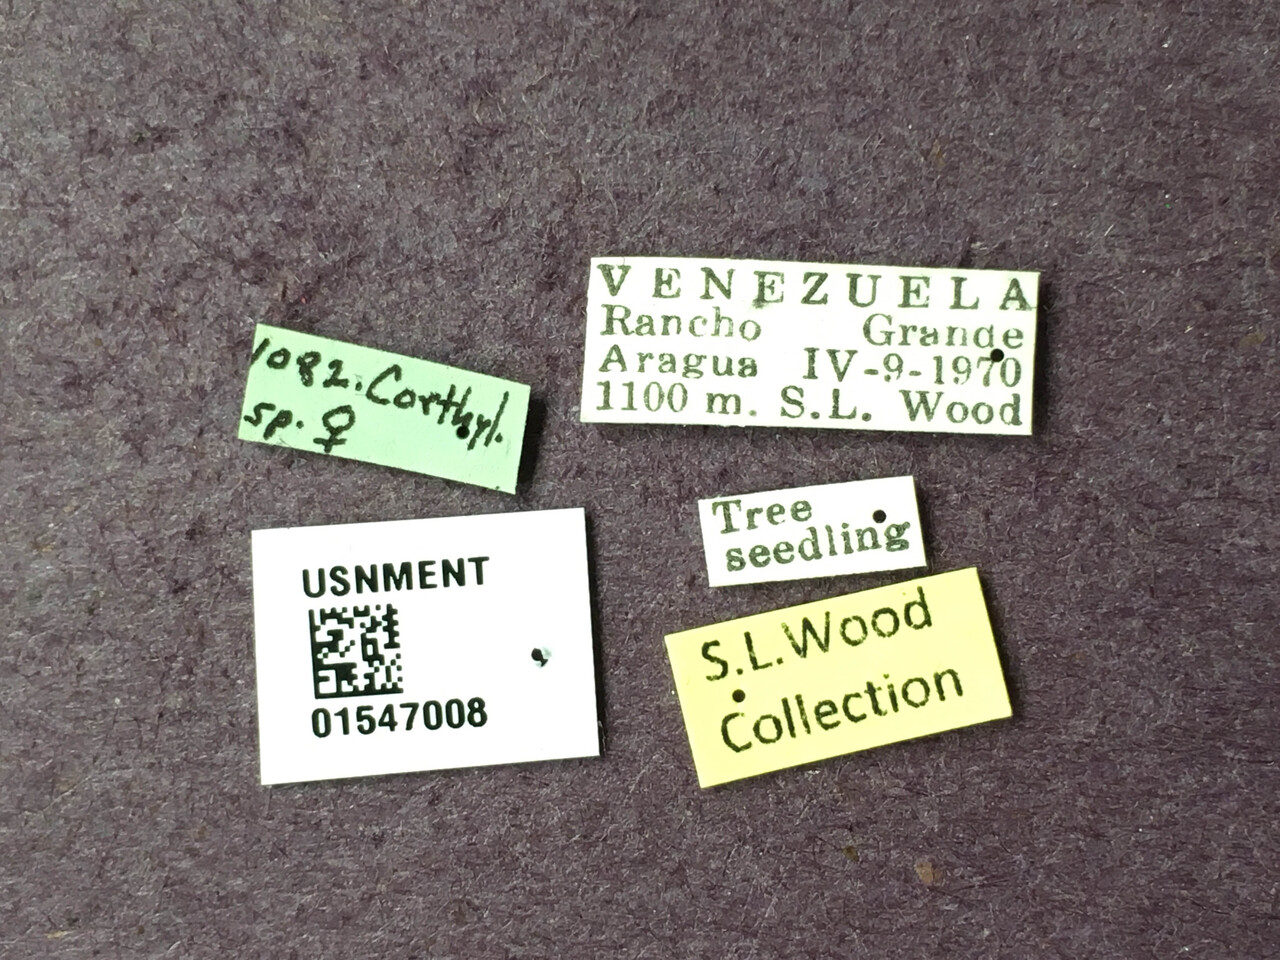 VENEZUELA
Rancho Grande
Aragua IV-9-1970
1100 m. S.L. Wood
1082. Corthyl.
sp. ♀
Tree
seedling
USNMENT
01547008
S.L.Wood
Collection